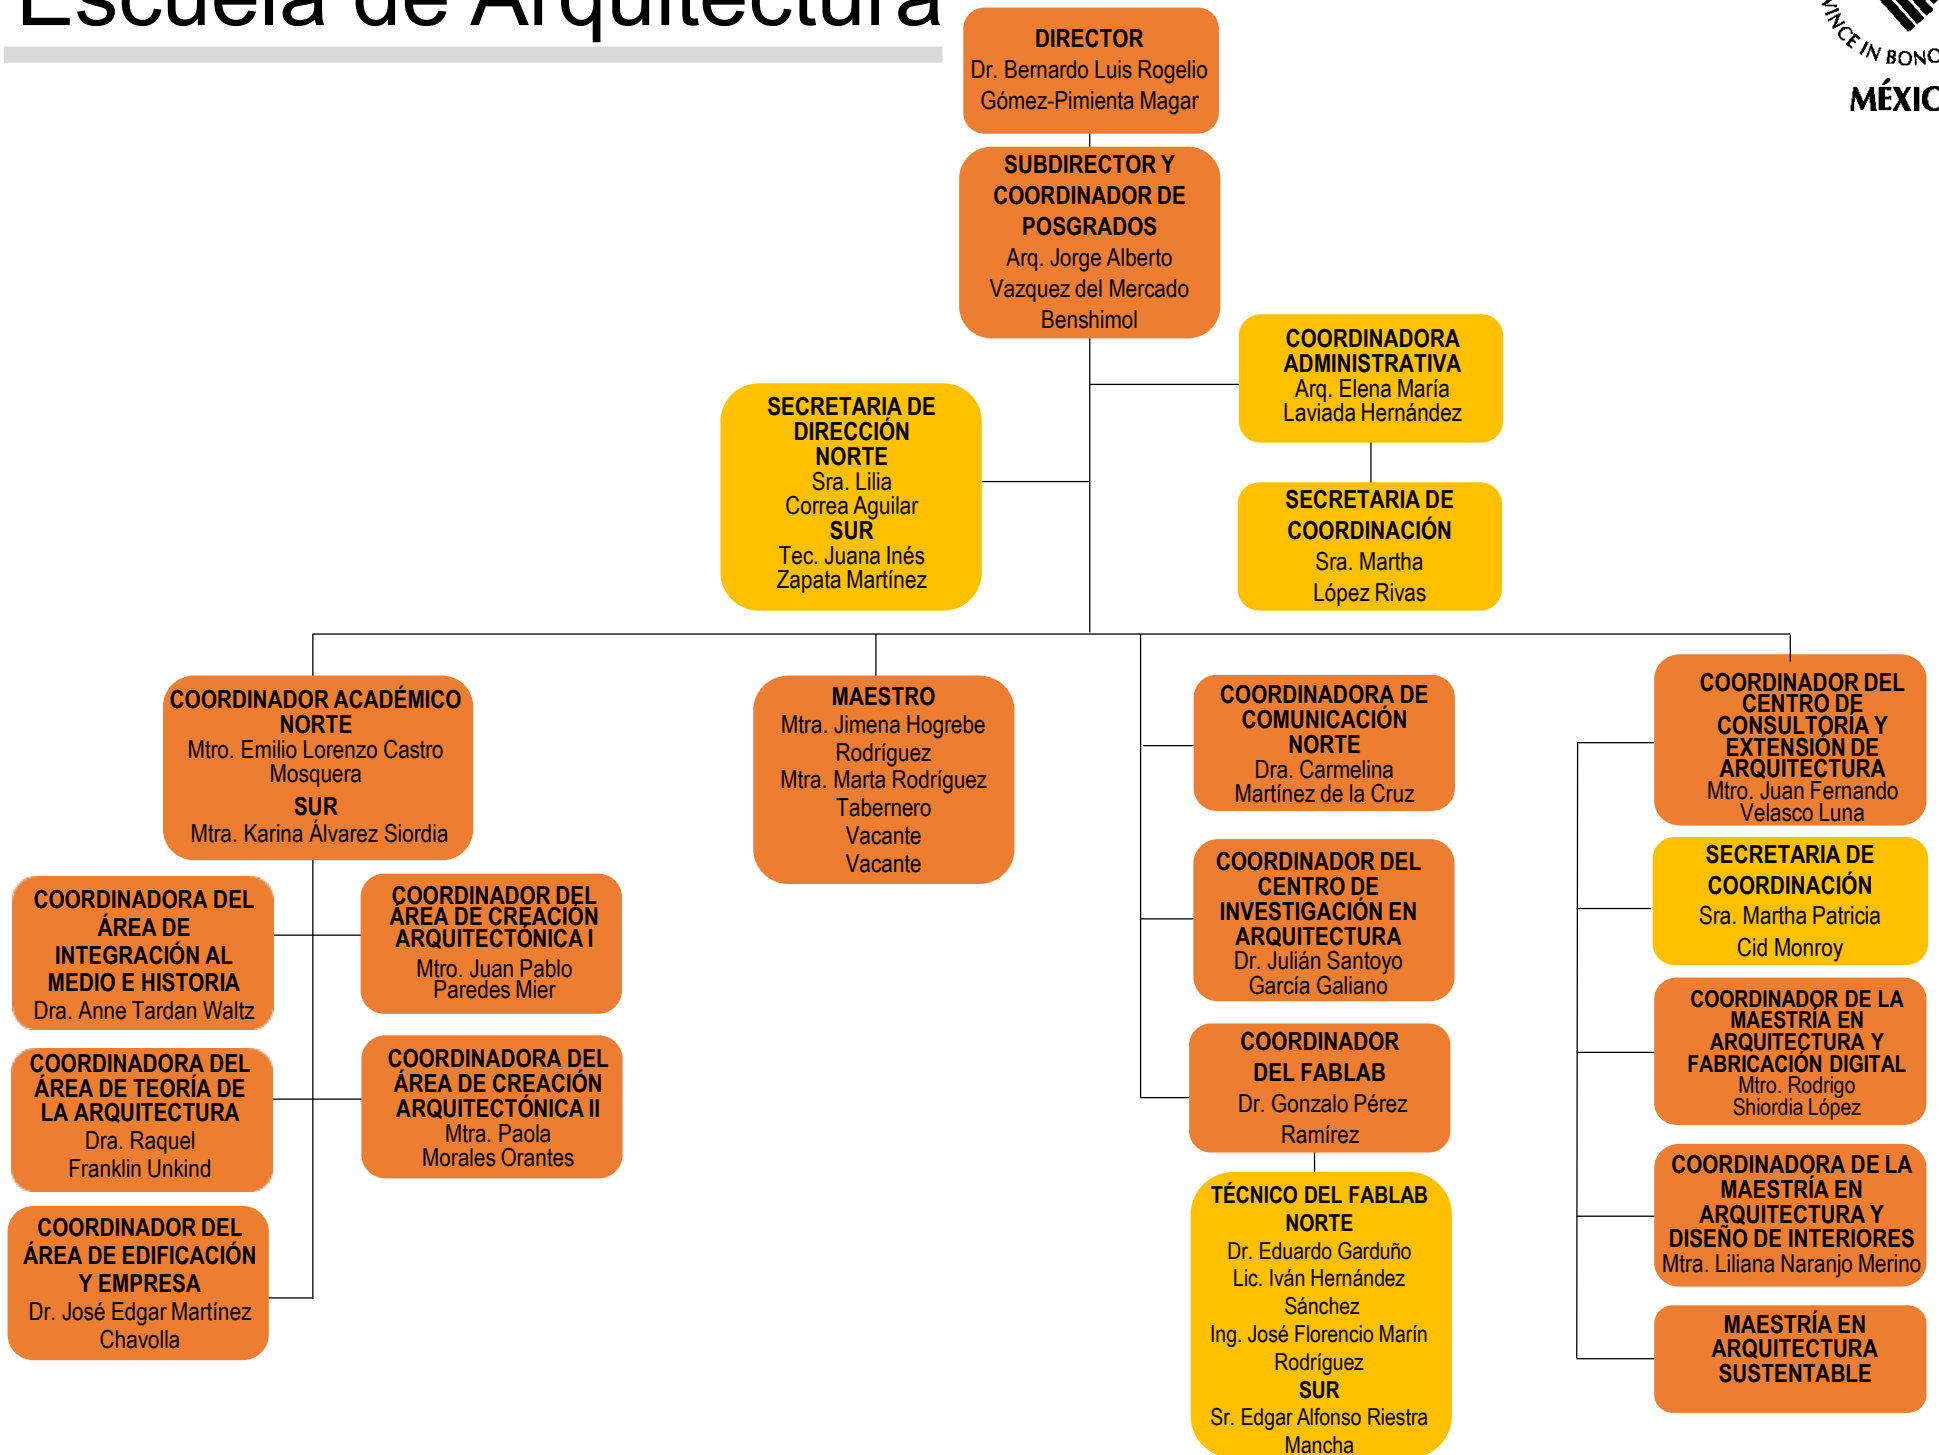 Escuela de Arquitectura
VINCE IN BONO
MÉXICO
DIRECTOR
Dr. Bernardo Luis Rogelio
Gómez-Pimienta Magar
SUBDIRECTOR Y
COORDINADOR DE
POSGRADOS
Arq. Jorge Alberto
Vazquez del Mercado
Benshimol
COORDINADORA
ADMINISTRATIVA
Arq. Elena María
Laviada Hernández
SECRETARIA DE
DIRECCIÓN
NORTE
Sra. Lilia
Correa Aguilar
SUR
Tec. Juana Inés
Zapata Martínez
SECRETARIA DE
COORDINACIÓN
Sra. Martha
López Rivas
COORDINADOR ACADÉMICO
NORTE
Mtro. Emilio Lorenzo Castro
Mosquera
SUR
Mtra. Karina Álvarez Siordia
COORDINADORA DEL
ÁREA DE
INTEGRACIÓN AL
MEDIO E HISTORIA
Dra. Anne Tardan Waltz
COORDINADOR DEL
ÁREA DE CREACIÓN
ARQUITECTÓNICA I
Mtro. Juan Pablo
Paredes Mier
COORDINADORA DEL
ÁREA DE TEORÍA DE
LA ARQUITECTURA
Dra. Raquel
Franklin Unkind
COORDINADORA DEL
ÁREA DE CREACIÓN
ARQUITECTÓNICA II
Mtra. Paola
Morales Orantes
COORDINADOR DEL
ÁREA DE EDIFICACIÓN
Y EMPRESA
Dr. José Edgar Martínez
Chavolla
MAESTRO
Mtra. Jimena Hogrebe
Rodríguez
Mtra. Marta Rodríguez
Tabernero
Vacante
Vacante
COORDINADORA DE
COMUNICACIÓN
NORTE
Dra. Carmelina
Martínez de la Cruz
COORDINADOR DEL
CENTRO DE
INVESTIGACIÓN EN
ARQUITECTURA
Dr. Julián Santoyo
García Galiano
COORDINADOR
DEL FABLAB
Dr. Gonzalo Pérez
Ramírez
TÉCNICO DEL FABLAB
NORTE
Dr. Eduardo Garduño
Lic. Iván Hernández
Sánchez
Ing. José Florencio Marín
Rodríguez
SUR
Sr. Edgar Alfonso Riestra
Mancha
COORDINADOR DEL
CENTRO DE
CONSULTORÍA Y
EXTENSIÓN DE
ARQUITECTURA
Mtro. Juan Fernando
Velasco Luna
SECRETARIA DE
COORDINACIÓN
Sra. Martha Patricia
Cid Monroy
COORDINADOR DE LA
MAESTRÍA EN
ARQUITECTURA Y
FABRICACIÓN DIGITAL
Mtro. Rodrigo
Shiordia López
COORDINADORA DE LA
MAESTRÍA EN
ARQUITECTURA Y
DISEÑO DE INTERIORES
Mtra. Liliana Naranjo Merino
MAESTRÍA EN
ARQUITECTURA
SUSTENTABLE